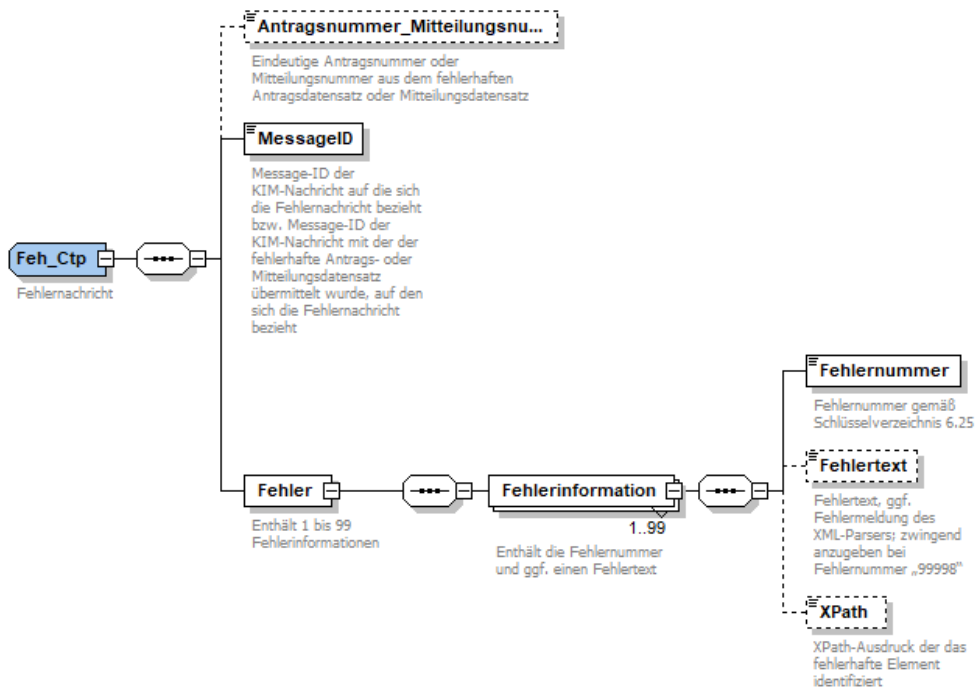 Antragsnummer_Mitteilungsnu...
Eindeutige Antragsnummer oder
Mitteilungsnummer aus dem fehlerhaften
Antragsdatensatz oder Mitteilungsdatensatz
MessageID
Message-ID der
KIM-Nachricht auf die sich
die Fehlernachricht bezieht
bzw. Message-ID der
KIM-Nachricht mit der der
fehlerhafte Antrags- oder
Mitteilungsdatensatz
übermittelt wurde, auf den
sich die Fehlernachricht
bezieht
Feh_Ctp
Fehlernachricht
Fehler
Enthält 1 bis 99
Fehlerinformationen
Fehlerinformation
1..99
Enthält die Fehlernummer
und ggf. einen Fehlertext
Fehlernummer
Fehlernummer gemäß
Schlüsselverzeichnis 6.25
Fehlertext
Fehlertext, ggf.
Fehlermeldung des
XML-Parsers; zwingend
anzugeben bei
Fehlernummer „99998“
XPath
XPath-Ausdruck der das
fehlerhafte Element
identifiziert